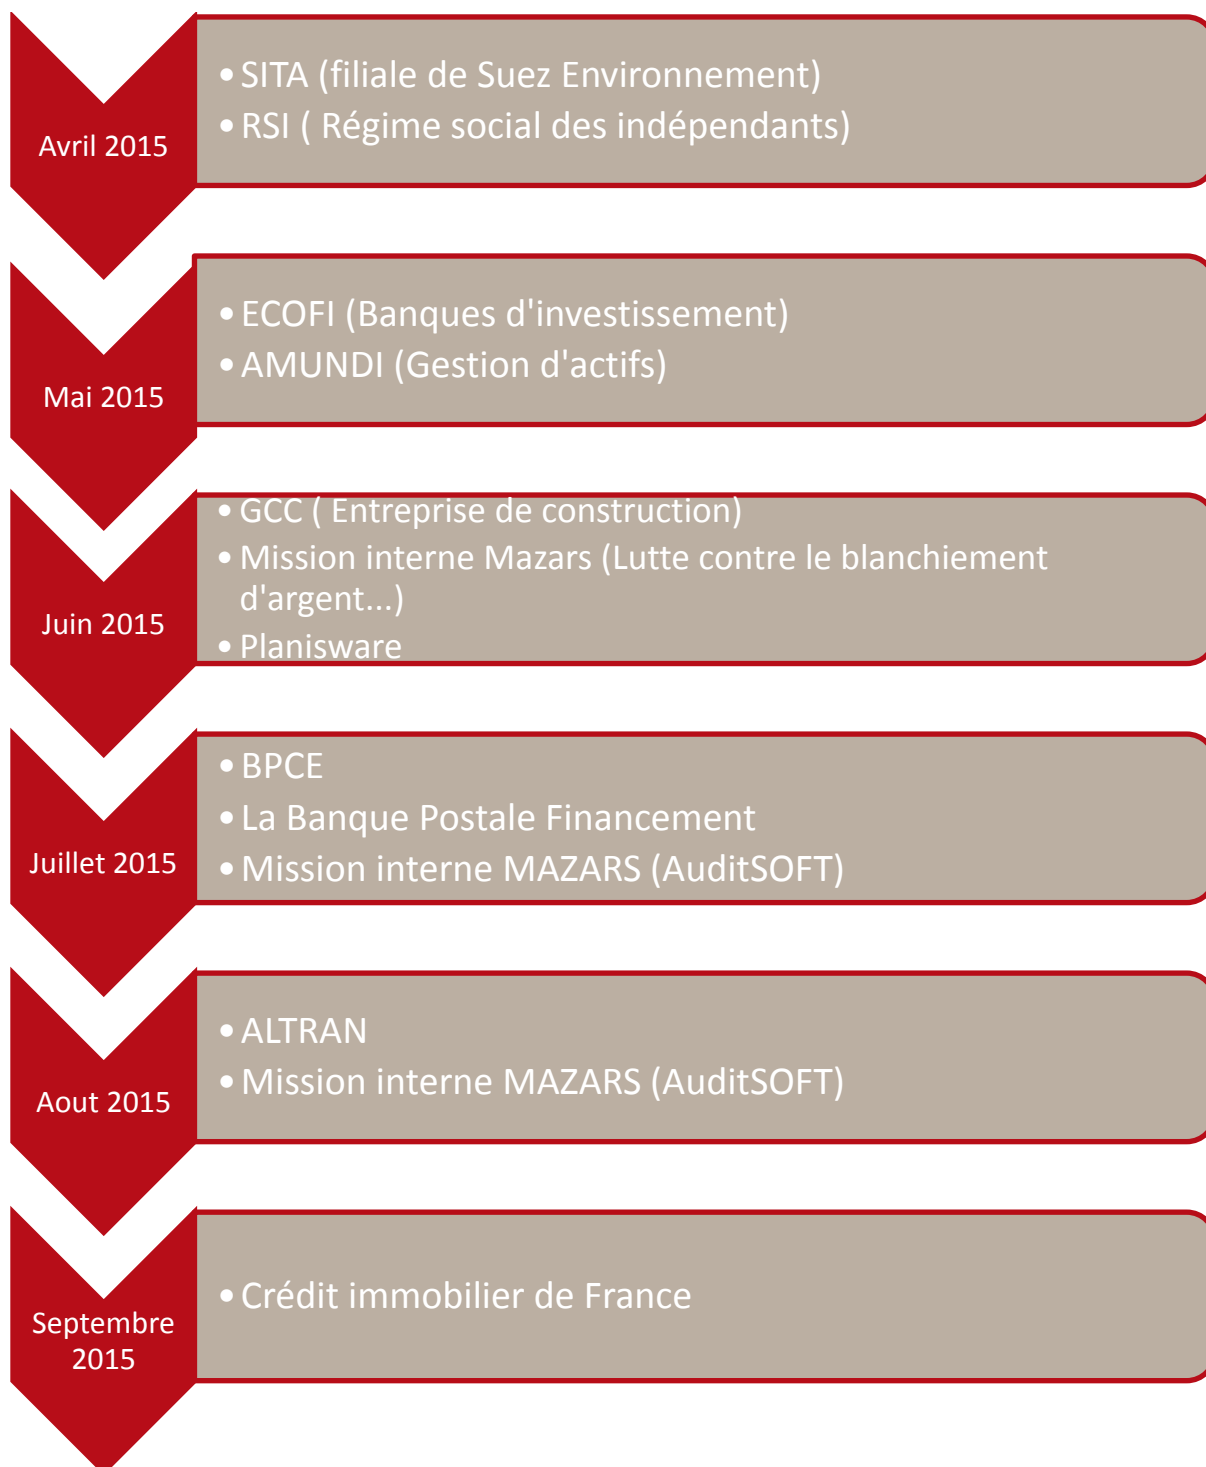 Avril 2015
• SITA (filiale de Suez Environnement)
• RSI ( Régime social des indépendants)
Mai 2015
• ECOFI (Banques d'investissement)
• AMUNDI (Gestion d'actifs)
Juin 2015
• GCC ( Entreprise de construction)
• Mission interne Mazars (Lutte contre le blanchiement
d'argent...)
• Planisware
Juillet 2015
• BPCE
• La Banque Postale Financement
• Mission interne MAZARS (AuditSOFT)
Aout 2015
• ALTRAN
• Mission interne MAZARS (AuditSOFT)
Septembre
2015
• Crédit immobilier de France